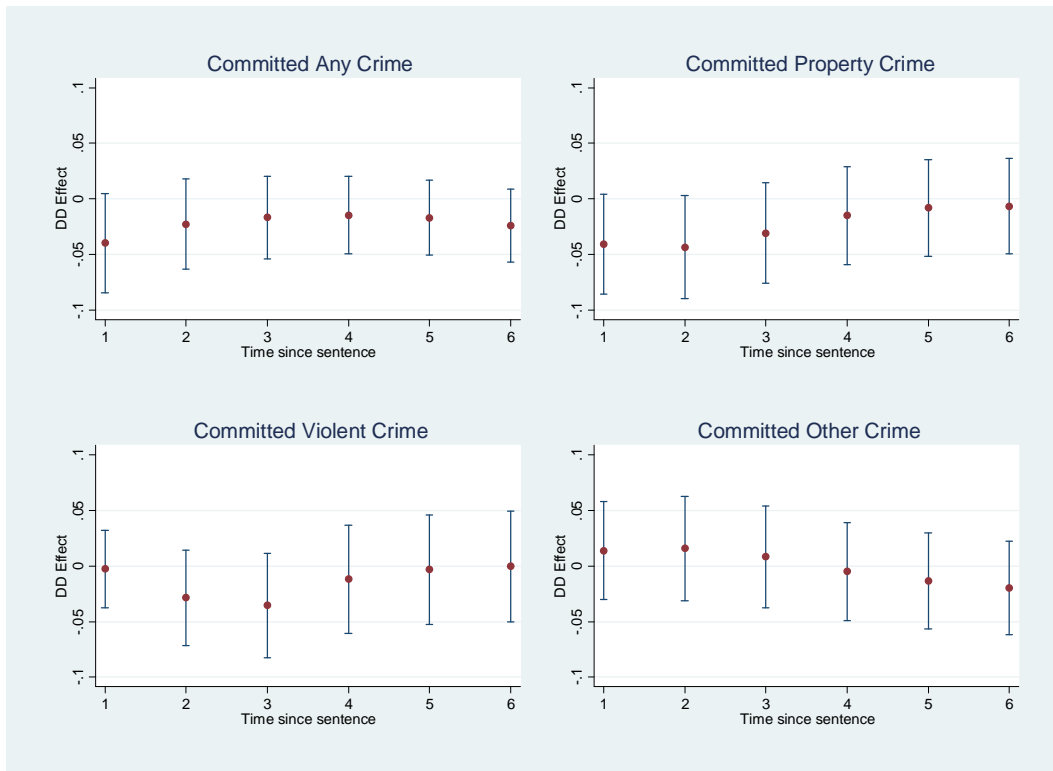 Committed Any Crime
DD Effect
.1
.05
0
-.05
-.1
1 2 3 4 5 6
Time since sentence
Committed Property Crime
DD Effect
.1
.05
0
-.05
-.1
1 2 3 4 5 6
Time since sentence
Committed Violent Crime
DD Effect
.1
.05
0
-.05
-.1
1 2 3 4 5 6
Time since sentence
Committed Other Crime
DD Effect
.1
.05
0
-.05
-.1
1 2 3 4 5 6
Time since sentence